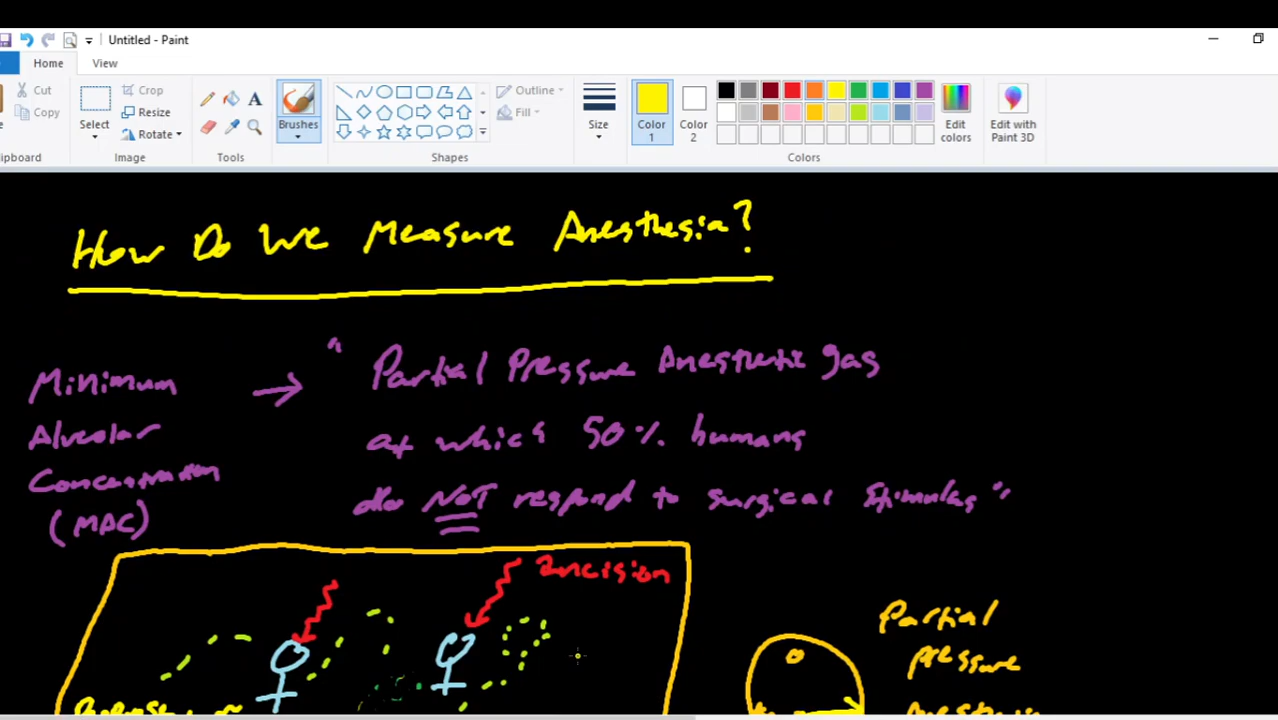 Untitled - Paint
Home View
Cut
Copy
Clipboard
Select
Crop
Resize
Rotate
Image
Tools
Brushes
Shapes
Outline
Fill
Size
Color 1
Color 2
Colors
Edit colors
Edit with Paint 3D
How Do We Measure Anesthesia?
Minimum
Alveolar
Concentration
(MAC)
→ " Partial Pressure Anesthetic gas
at which 50% humans
do NOT respond to surgical stimulus "
Incision
Partial
pressure